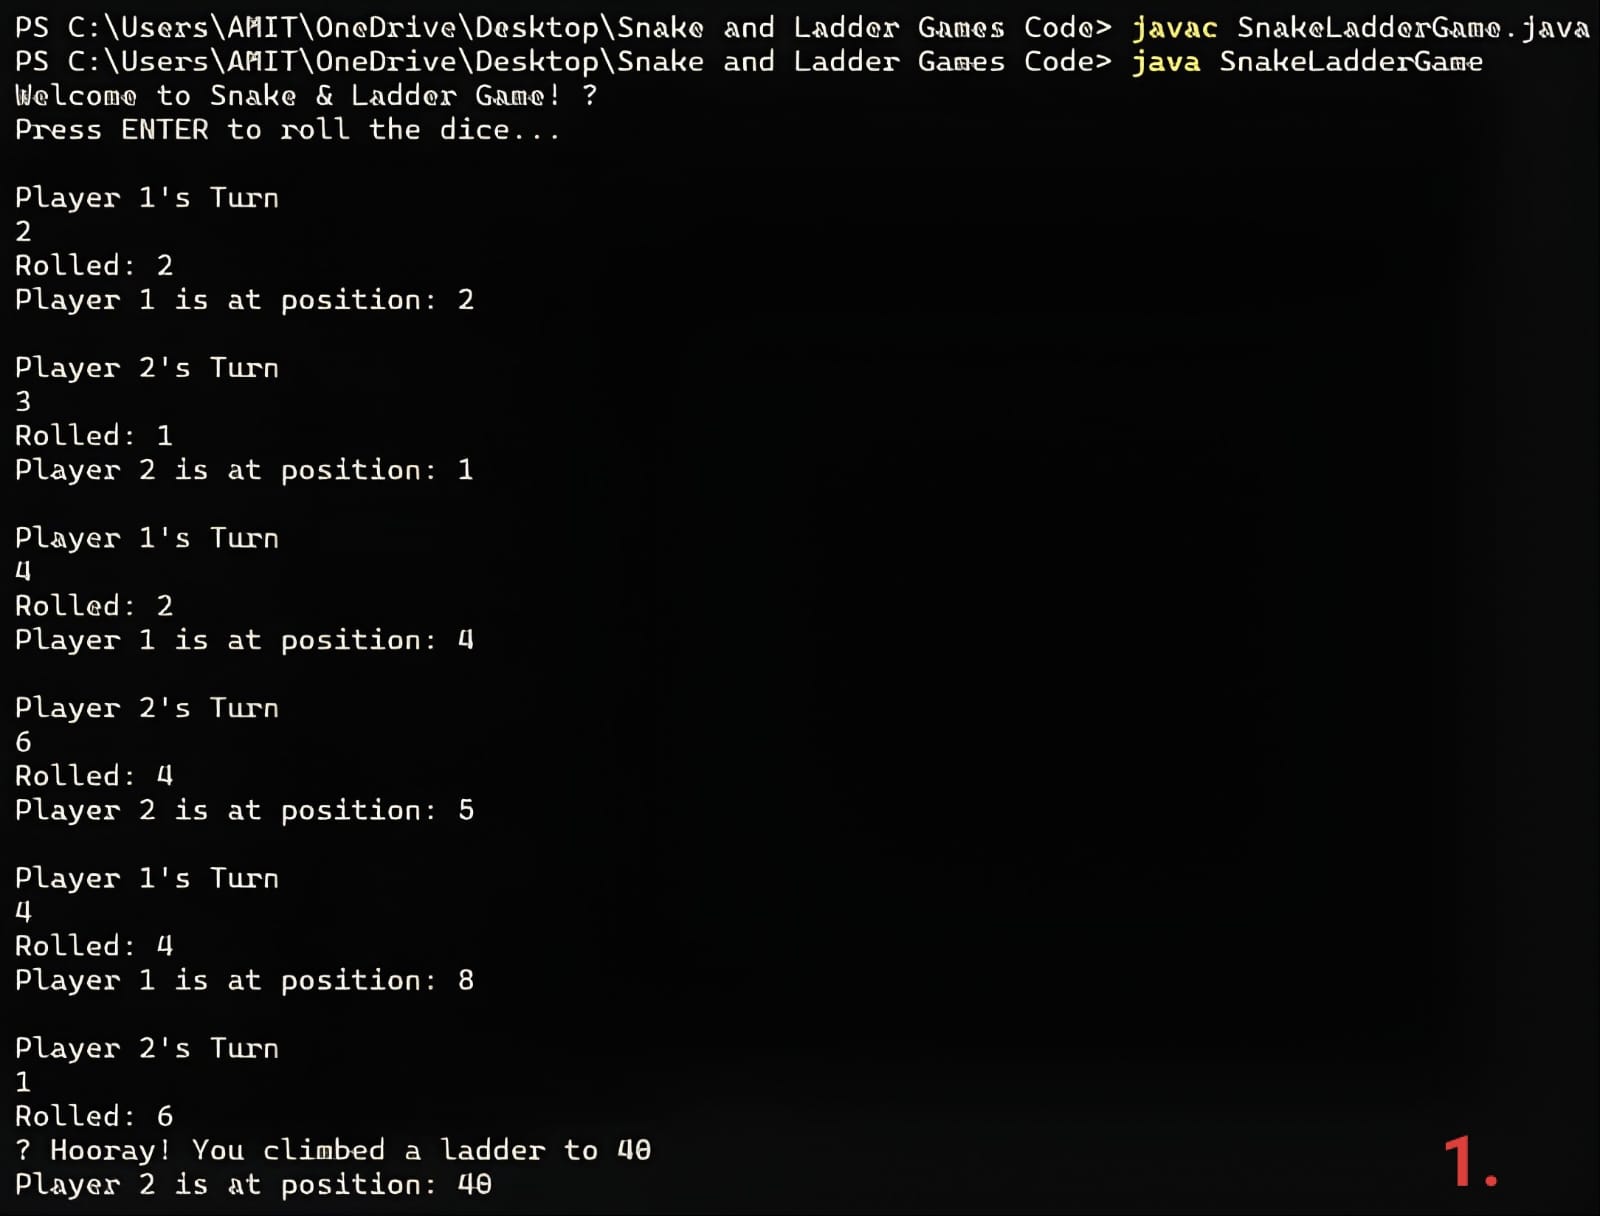 PS C:\Users\AMIT\OneDrive\Desktop\Snake and Ladder Games Code> javac SnakeLadderGame.java
PS C:\Users\AMIT\OneDrive\Desktop\Snake and Ladder Games Code> java SnakeLadderGame
Welcome to Snake & Ladder Game! ?
Press ENTER to roll the dice...

Player 1's Turn
2
Rolled: 2
Player 1 is at position: 2

Player 2's Turn
3
Rolled: 1
Player 2 is at position: 1

Player 1's Turn
4
Rolled: 2
Player 1 is at position: 4

Player 2's Turn
6
Rolled: 4
Player 2 is at position: 5

Player 1's Turn
4
Rolled: 4
Player 1 is at position: 8

Player 2's Turn
1
Rolled: 6
? Hooray! You climbed a ladder to 40
Player 2 is at position: 40
1.